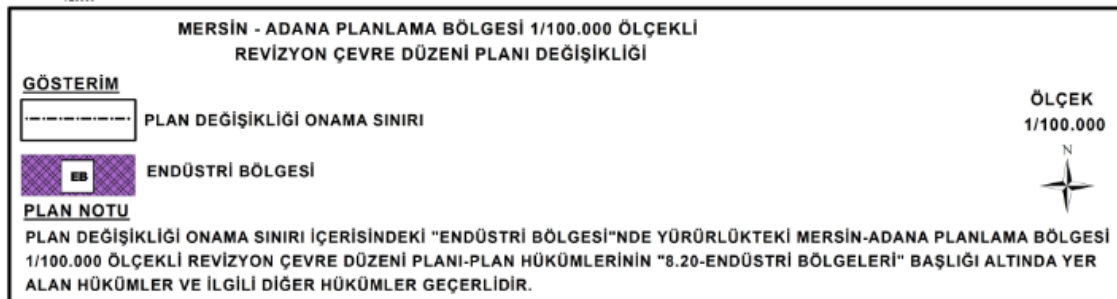 MERSİN - ADANA PLANLAMA BÖLGESİ 1/100.000 ÖLÇEKLİ
REVİZYON ÇEVRE DÜZENİ PLANI DEĞİŞİKLİĞİ
GÖSTERİM
PLAN DEĞİŞİKLİĞİ ONAMA SINIRI
ÖLÇEK
1/100.000
N
EB
ENDÜSTRİ BÖLGESİ
PLAN NOTU
PLAN DEĞİŞİKLİĞİ ONAMA SINIRI İÇERİSİNDEKİ "ENDÜSTRİ BÖLGESİ"NDE YÜRÜRLÜKTEKİ MERSİN-ADANA PLANLAMA BÖLGESİ
1/100.000 ÖLÇEKLİ REVİZYON ÇEVRE DÜZENİ PLANI-PLAN HÜKÜMLERİNİN "8.20-ENDÜSTRİ BÖLGELERİ" BAŞLIĞI ALTINDA YER
ALAN HÜKÜMLER VE İLGİLİ DİĞER HÜKÜMLER GEÇERLİDİR.